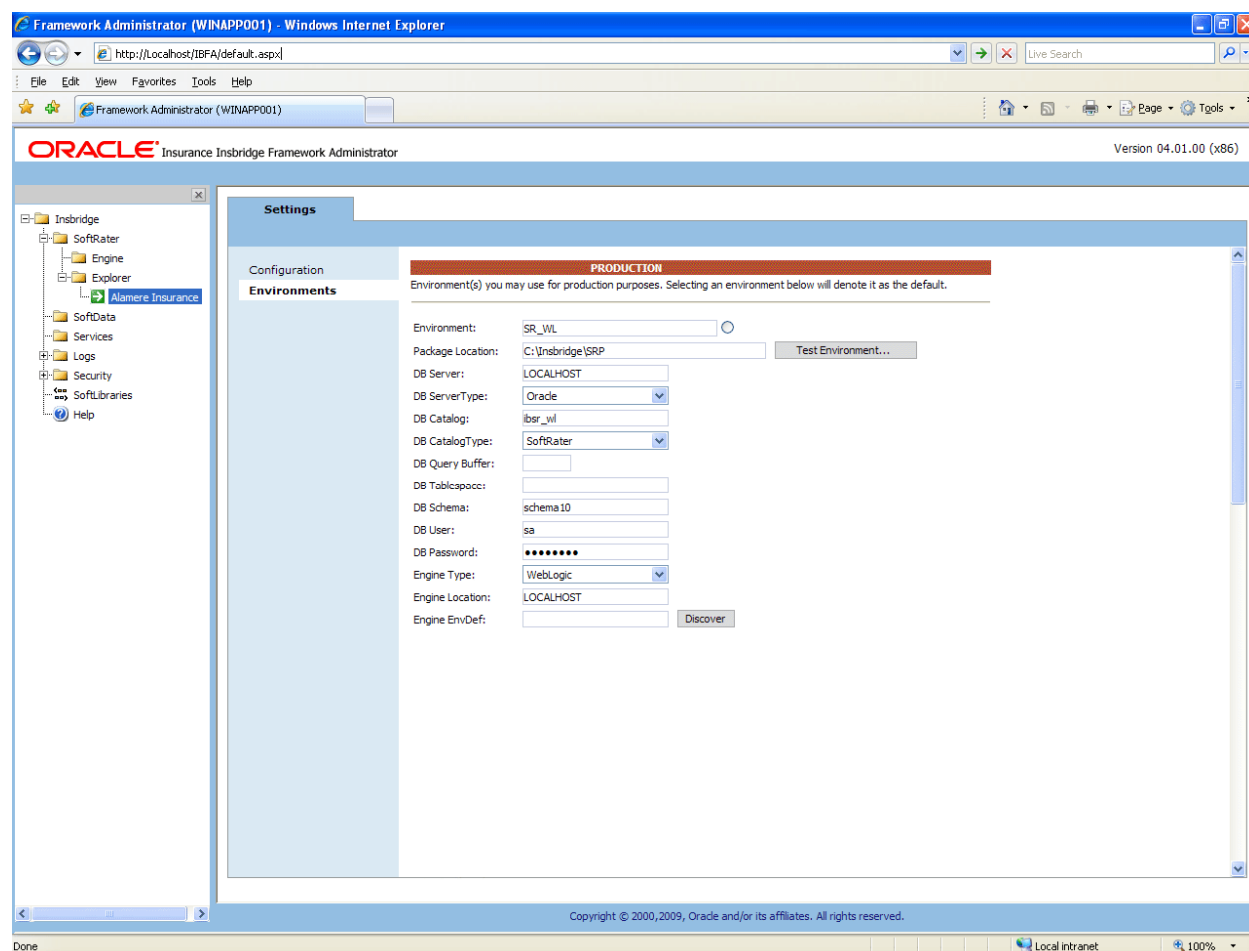 Framework Administrator (WINAPP001) - Windows Internet Explorer
http://Localhost/IBFA/default.aspx
Live Search
File Edit View Favorites Tools Help
Framework Administrator (WINAPP001)
Page Tools
ORACLE Insurance Insbridge Framework Administrator
Version 04.01.00 (x86)
Insbridge
SoftRater
Engine
Explorer
Alamere Insurance
SoftData
Services
Logs
Security
SoftLibraries
Help
Settings
Configuration
Environments
PRODUCTION
Environment(s) you may use for production purposes. Selecting an environment below will denote it as the default.
Environment: SR_WL
Package Location: C:\Insbridge\SRP Test Environment...
DB Server: LOCALHOST
DB ServerType: Oracle
DB Catalog: ibsr_wl
DB CatalogType: SoftRater
DB Query Buffer:
DB Tablespace:
DB Schema: schema10
DB User: sa
DB Password: ••••••••
Engine Type: WebLogic
Engine Location: LOCALHOST
Engine EnvDef: Discover
Copyright © 2000,2009, Oracle and/or its affiliates. All rights reserved.
Done
Local intranet
100%